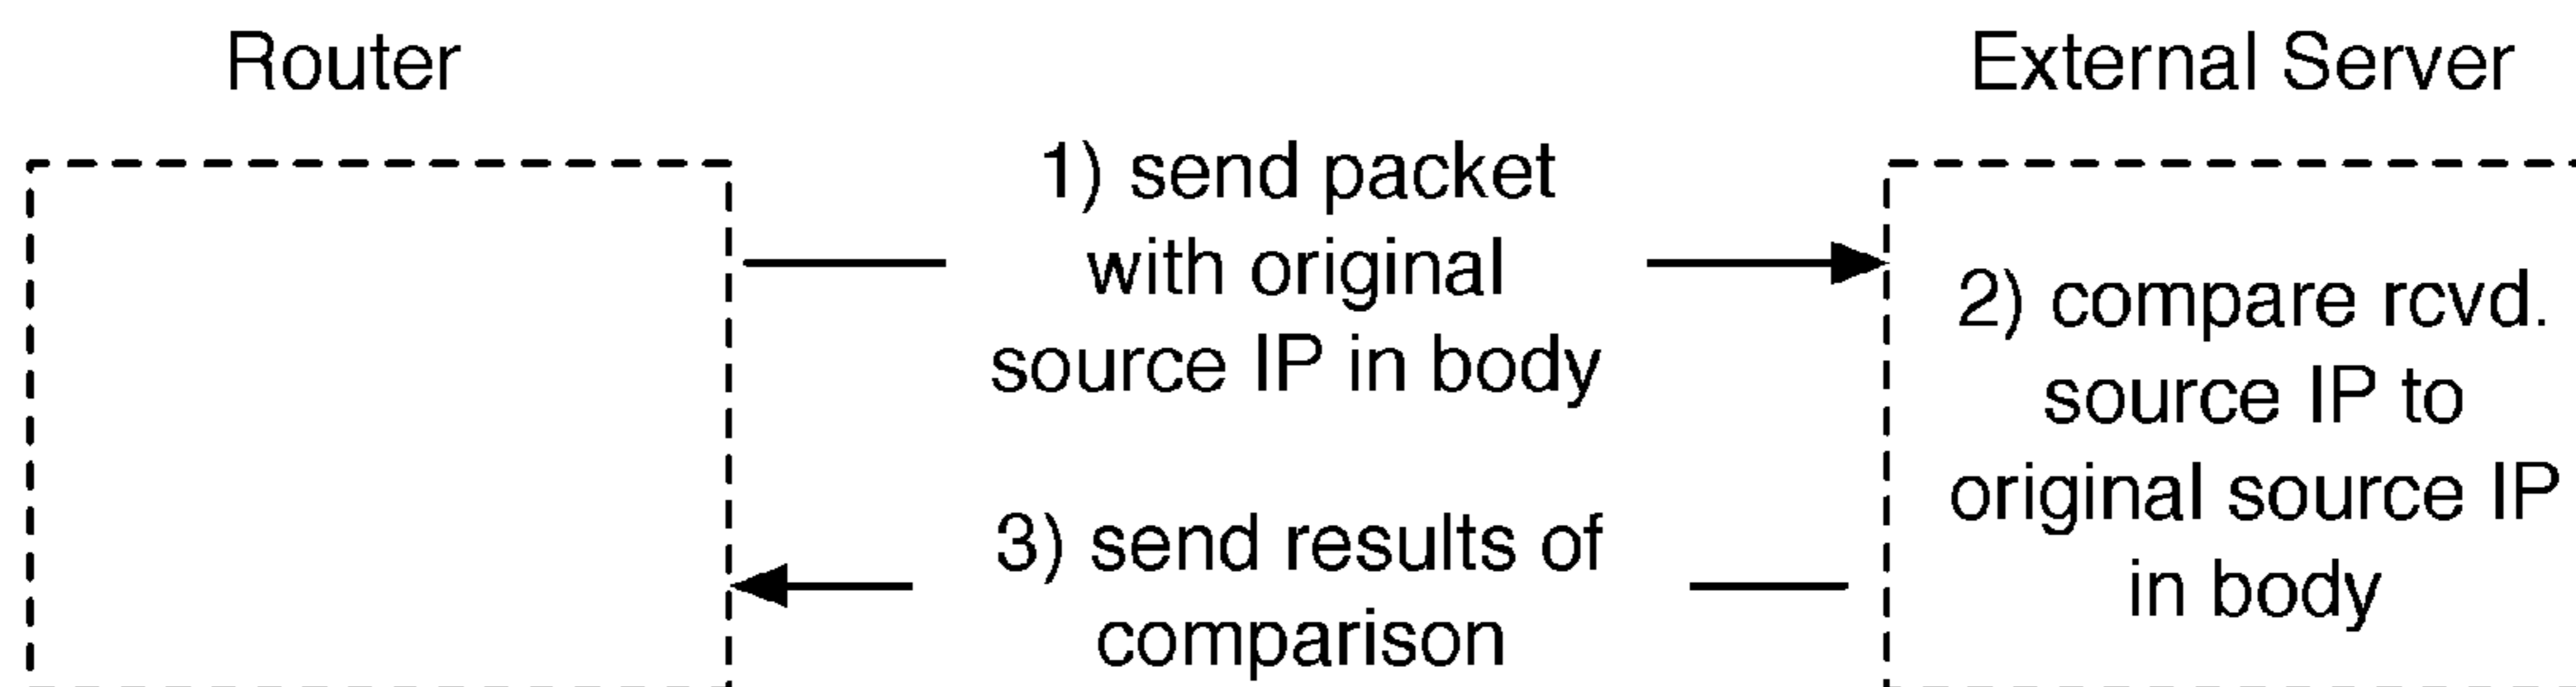 Router
External Server
1) send packet
with original
source IP in body
2) compare rcvd.
source IP to
original source IP
in body
3) send results of
comparison